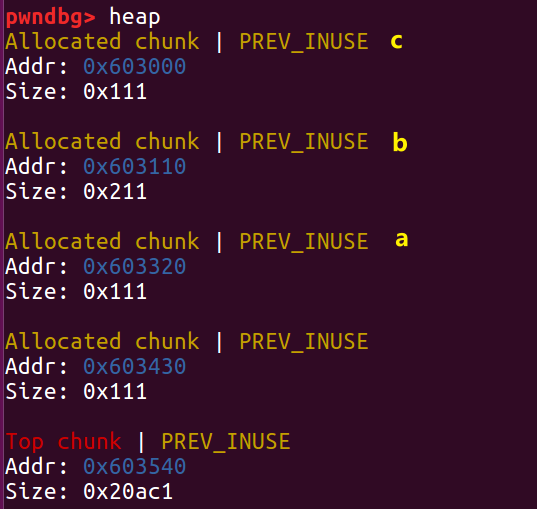 pwndbg> heap
Allocated chunk | PREV_INUSE c
Addr: 0x603000
Size: 0x111
Allocated chunk | PREV_INUSE b
Addr: 0x603110
Size: 0x211
Allocated chunk | PREV_INUSE a
Addr: 0x603320
Size: 0x111
Allocated chunk | PREV_INUSE
Addr: 0x603430
Size: 0x111
Top chunk | PREV_INUSE
Addr: 0x603540
Size: 0x20ac1